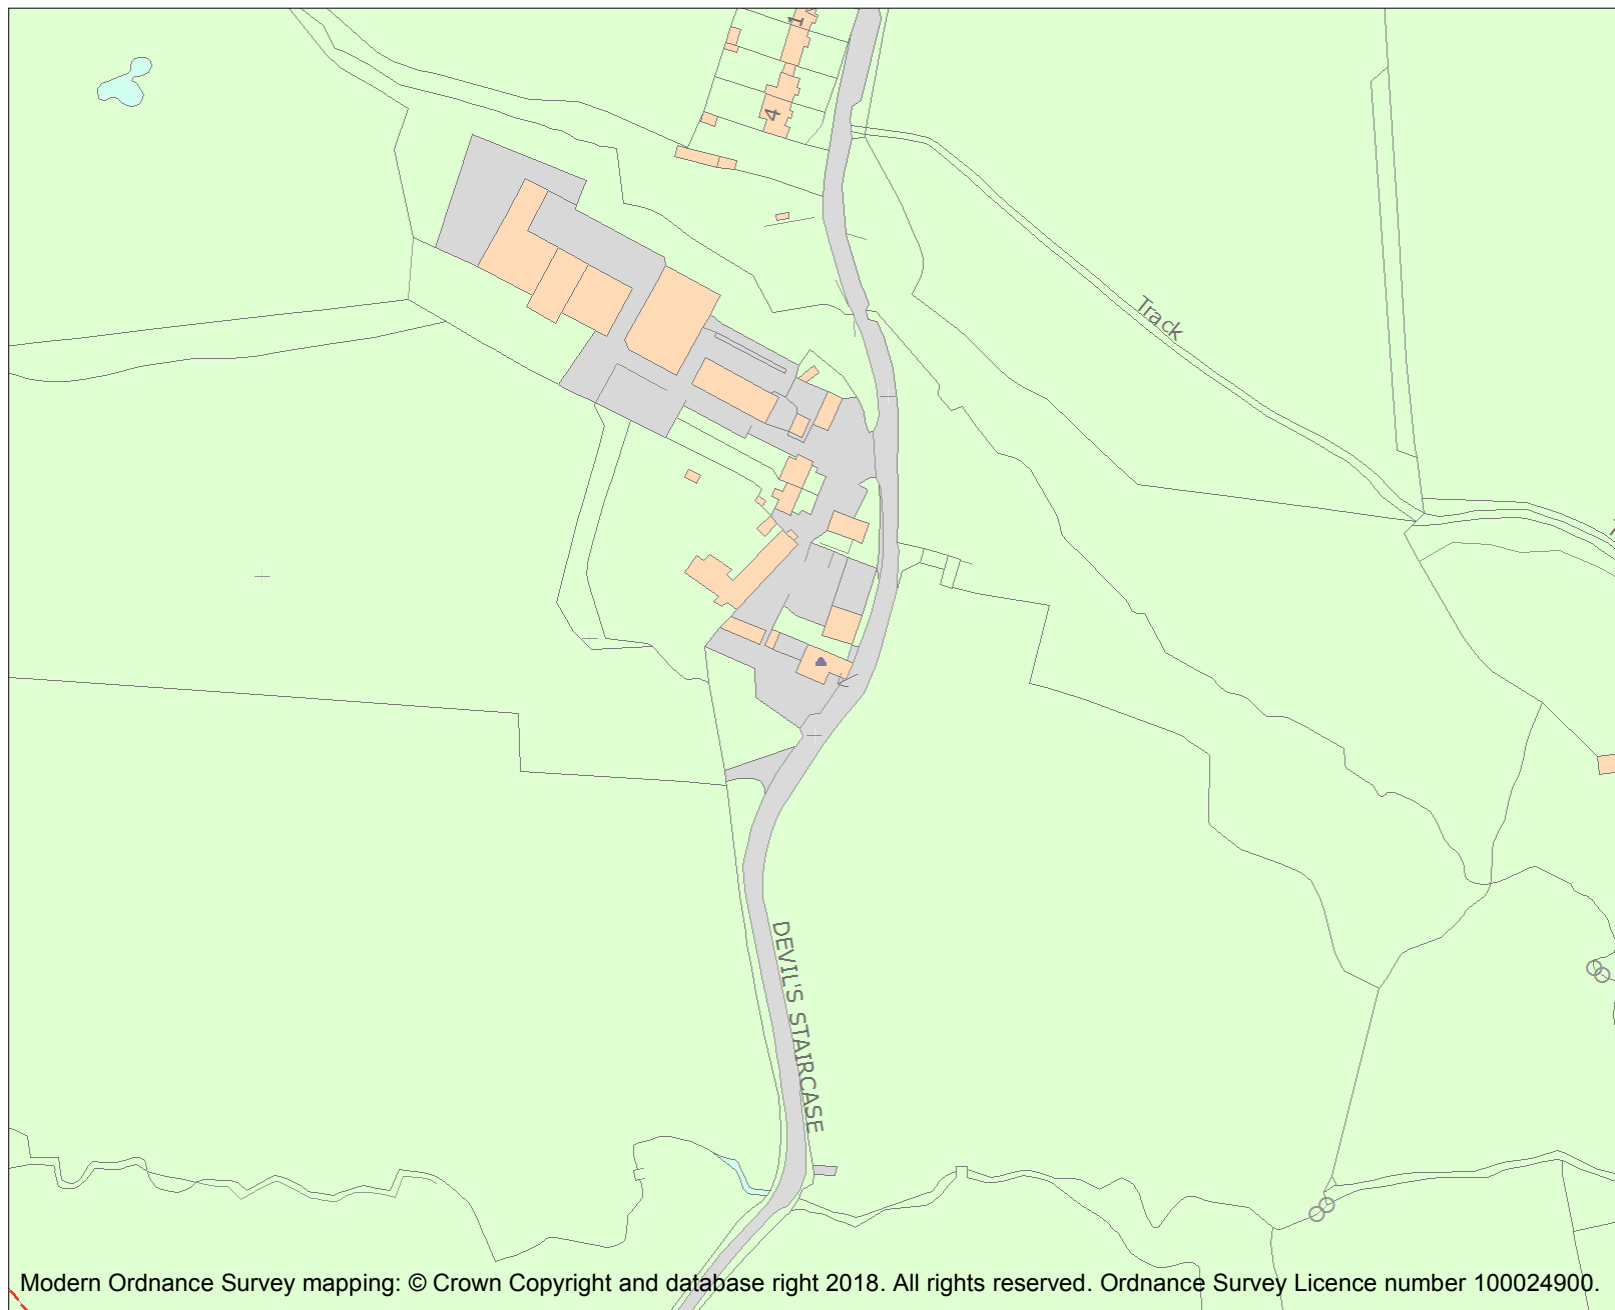 1
4
Track
DEVIL'S STAIRCASE
Modern Ordnance Survey mapping: © Crown Copyright and database right 2018. All rights reserved. Ordnance Survey Licence number 100024900.